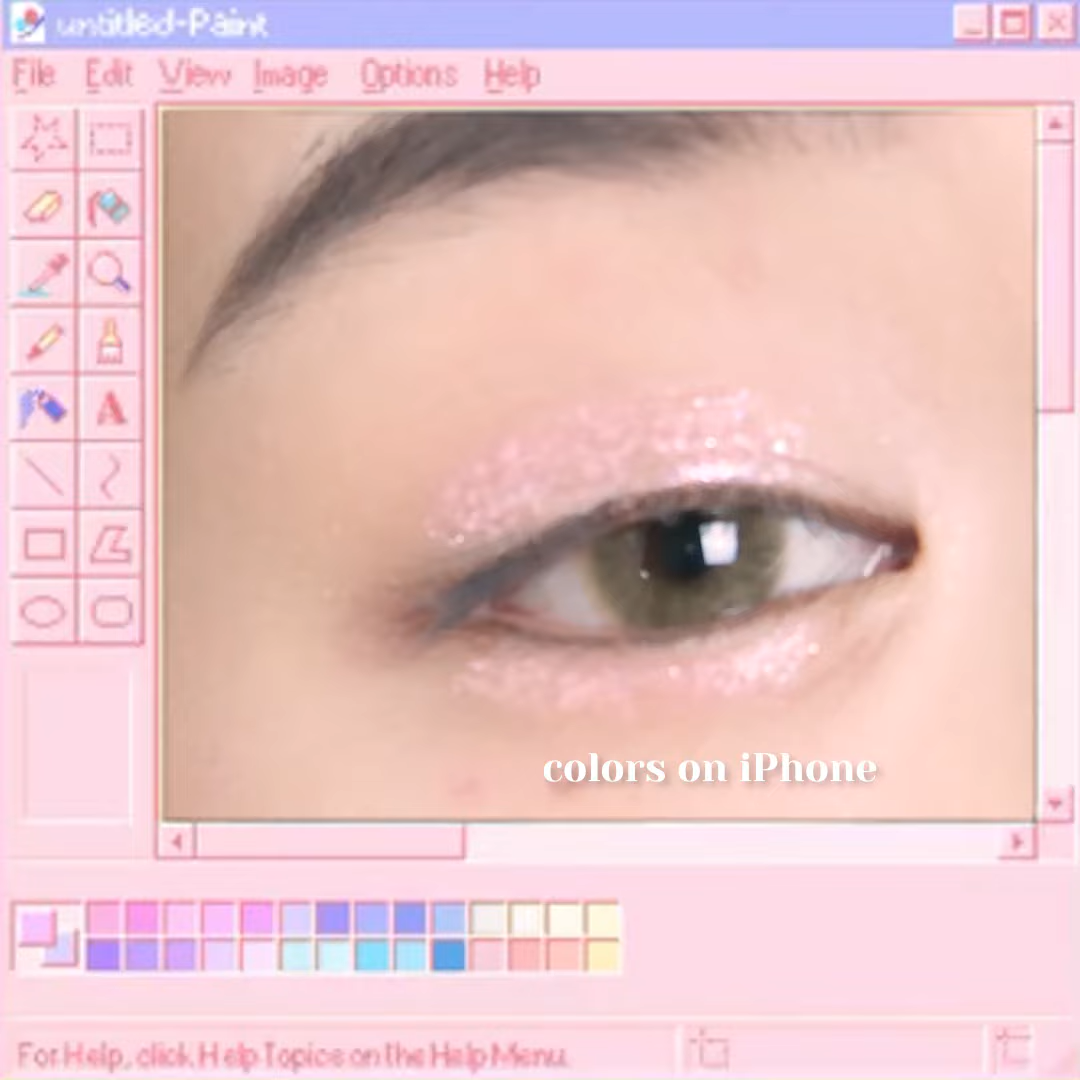 untitled-Paint
File Edit View Image Options Help
A
colors on iPhone
For Help, click Help Topics on the Help Menu.